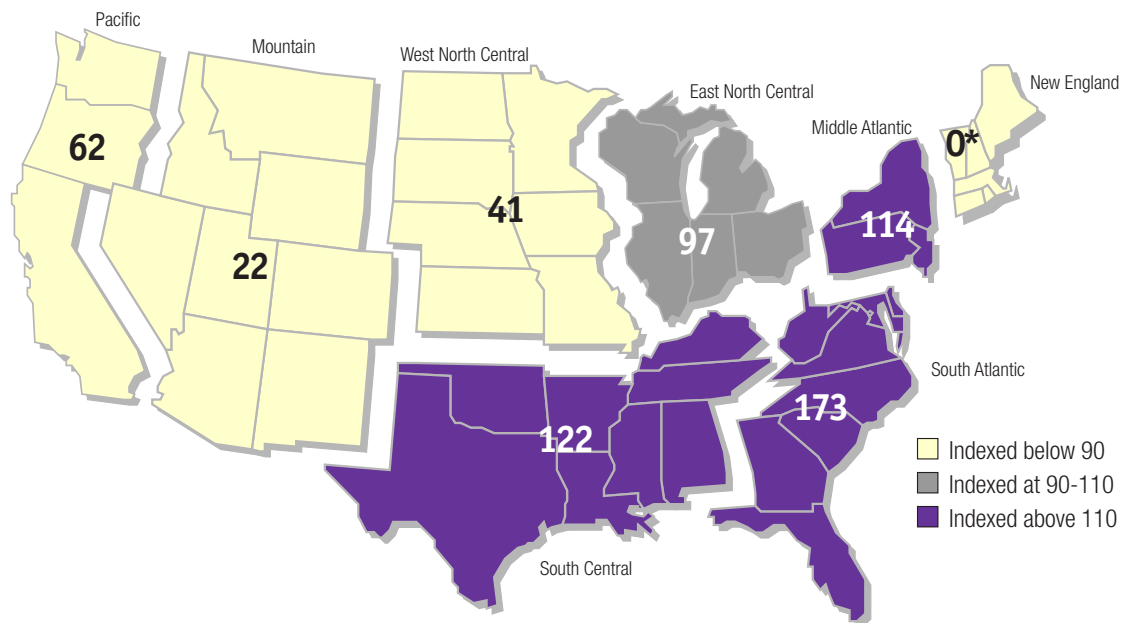 Pacific
Mountain
West North Central
East North Central
New England
Middle Atlantic
0*
62
41
114
97
22
South Atlantic
173
122
Indexed below 90
Indexed at 90-110
Indexed above 110
South Central